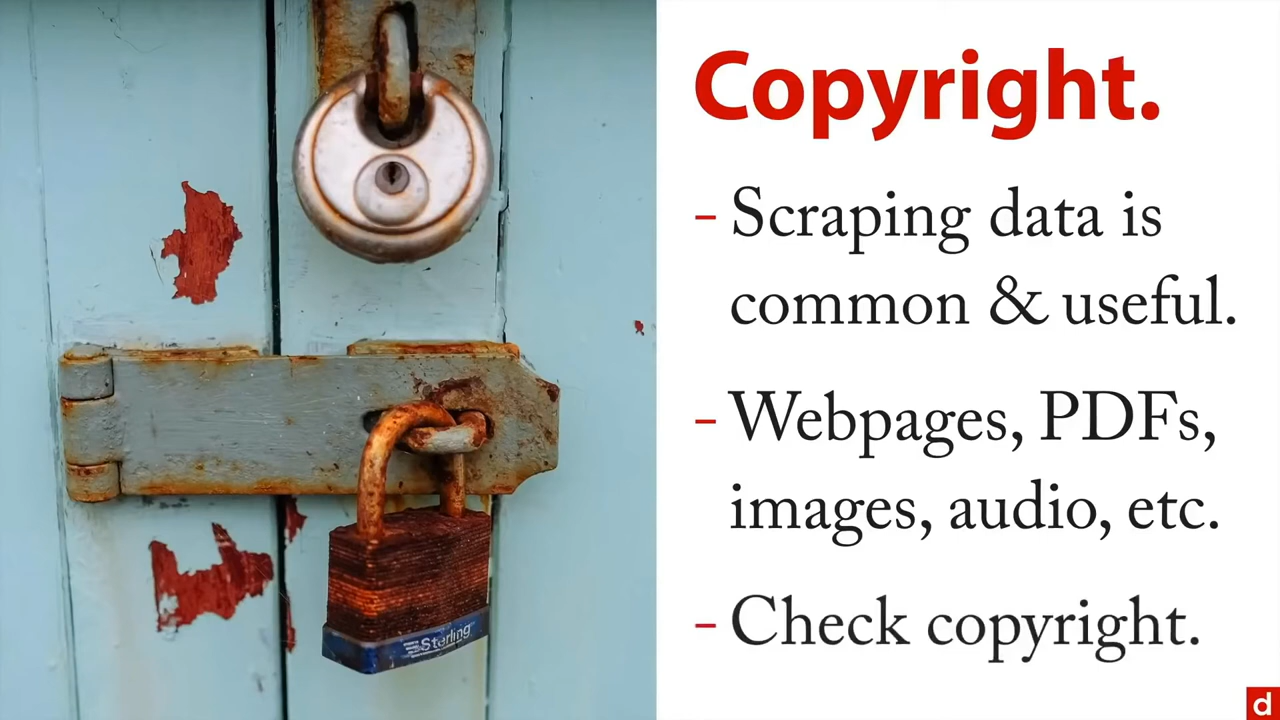 Copyright.
- Scraping data is
common & useful.
- Webpages, PDFs,
images, audio, etc.
- Check copyright.
Sterling
d